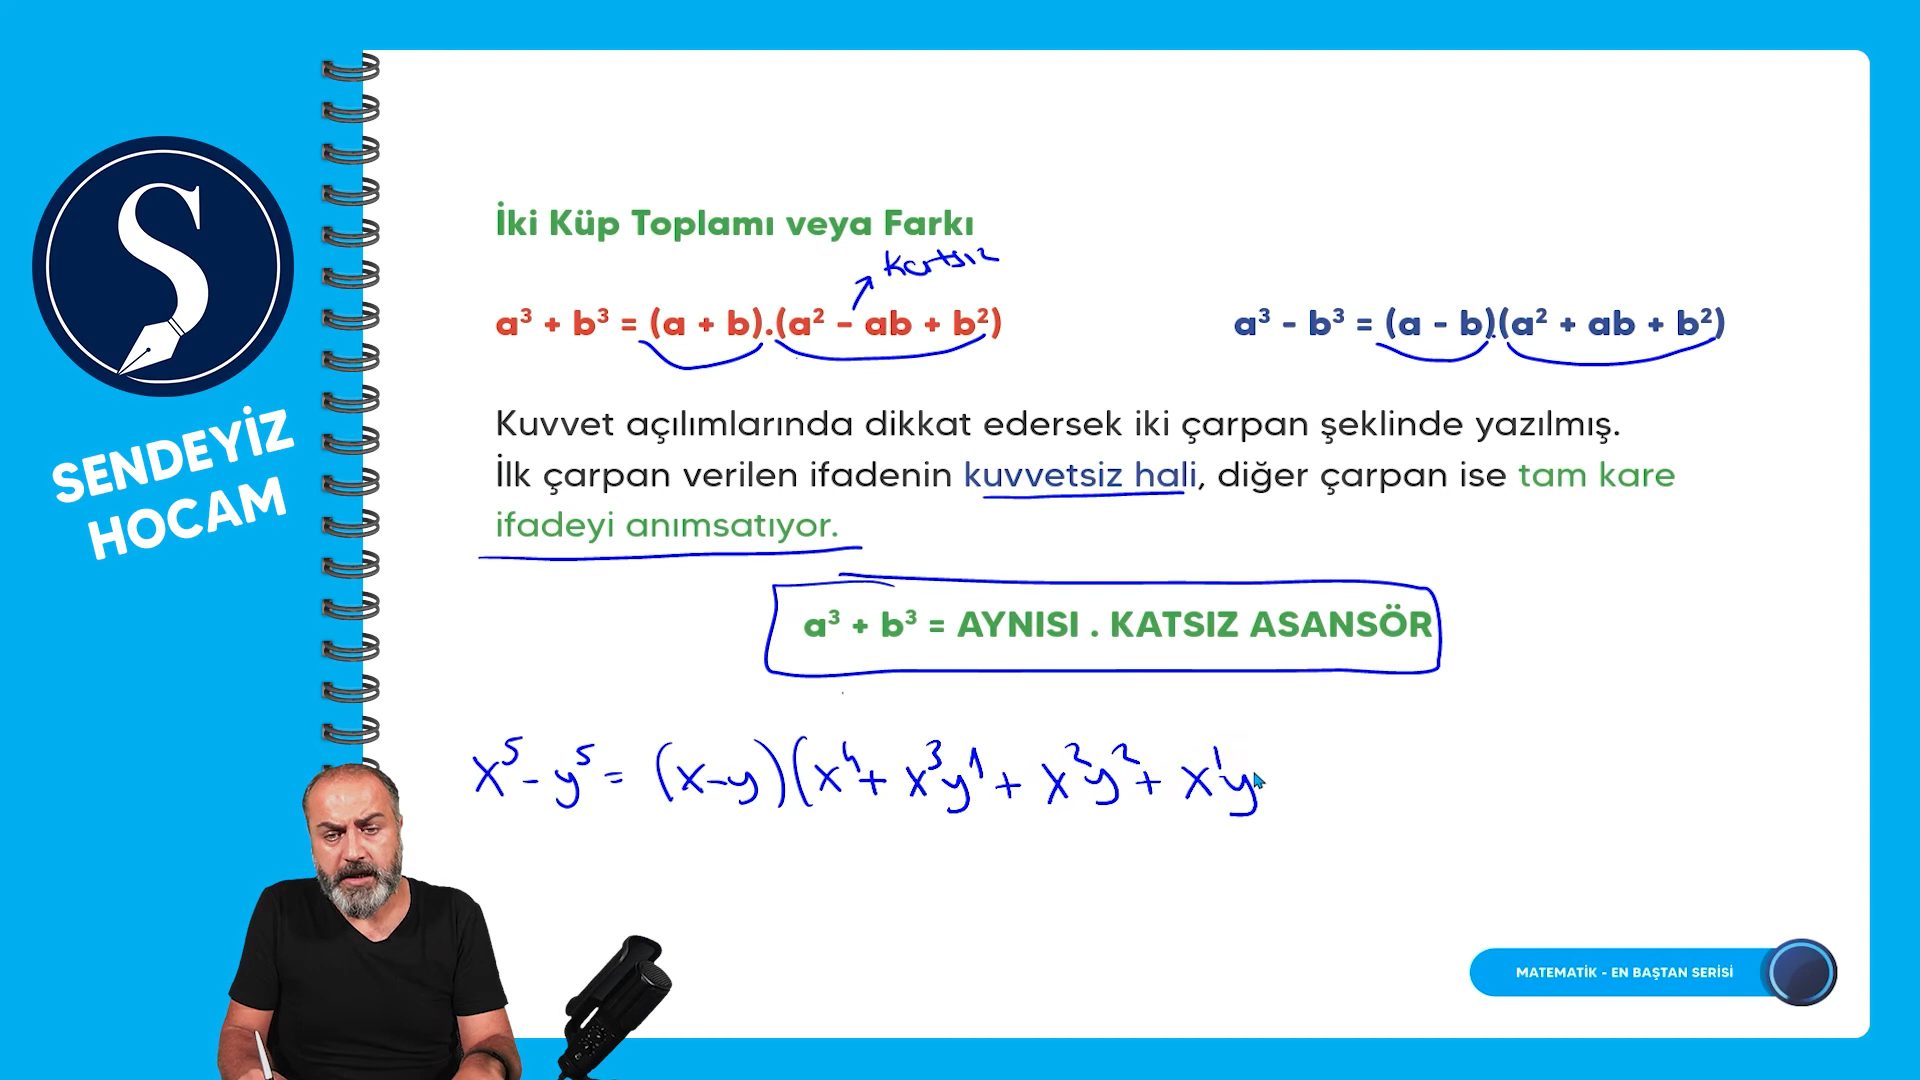 S
SENDEYİZ
HOCAM
İki Küp Toplamı veya Farkı
katsız
a³ + b³ = (a + b).(a² - ab + b²)
a³ - b³ = (a - b).(a² + ab + b²)
Kuvvet açılımlarında dikkat edersek iki çarpan şeklinde yazılmış.
İlk çarpan verilen ifadenin kuvvetsiz hali, diğer çarpan ise tam kare
ifadeyi anımsatıyor.
a³ + b³ = AYNISI . KATSIZ ASANSÖR
x⁵ - y⁵ = (x-y)(x⁴ + x³y¹ + x²y² + x¹y
MATEMATİK - EN BAŞTAN SERİSİ